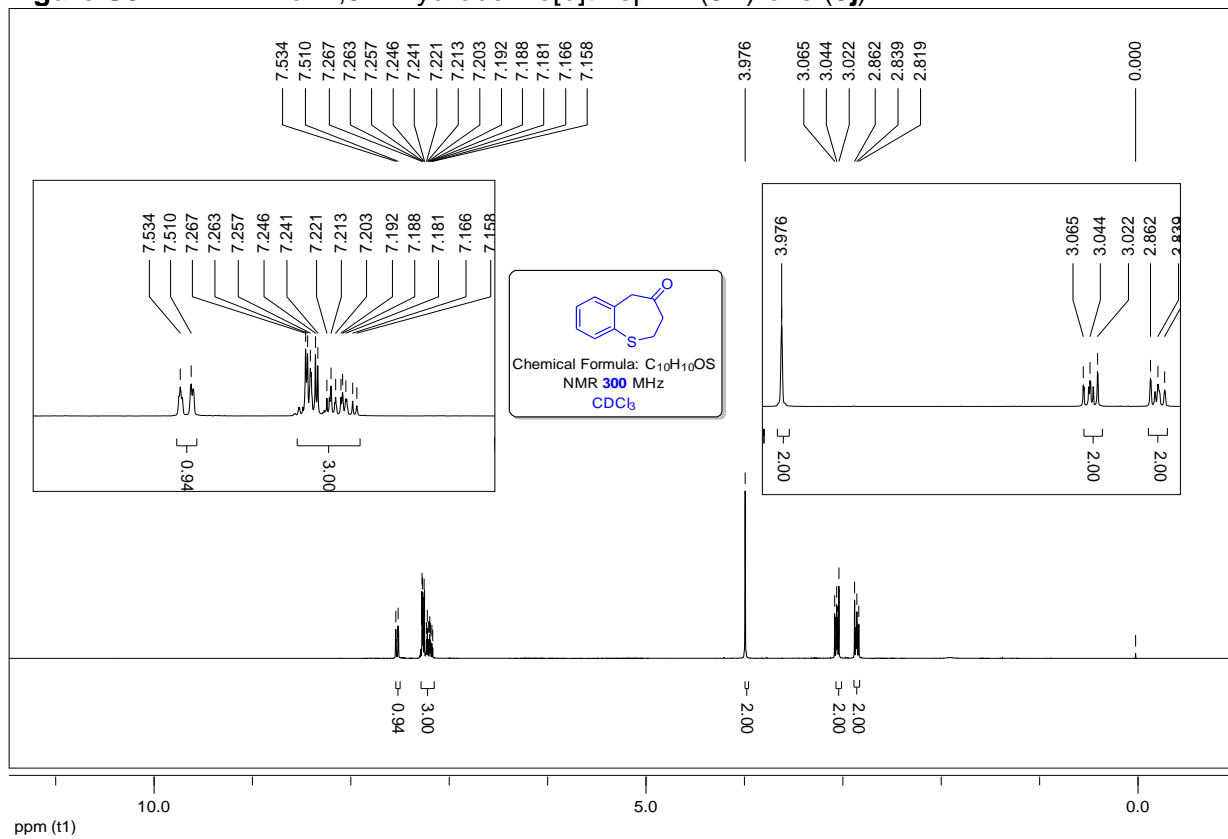 7.534 7.510 7.267 7.263 7.257 7.246 7.241 7.221 7.213 7.203 7.192 7.188 7.181 7.166 7.158 3.976 3.065 3.044 3.022 2.862 2.839 2.819 0.000
7.534 7.510 7.267 7.263 7.257 7.246 7.241 7.221 7.213 7.203 7.192 7.188 7.181 7.166 7.158
3.976 3.065 3.044 3.022 2.862
O
S
Chemical Formula: C₁₀H₁₀OS
NMR 300 MHz
CDCl₃
0.94 3.00
2.00 2.00 2.00
0.94 3.00 2.00 2.00 2.00
10.0 5.0 0.0
ppm (t1)